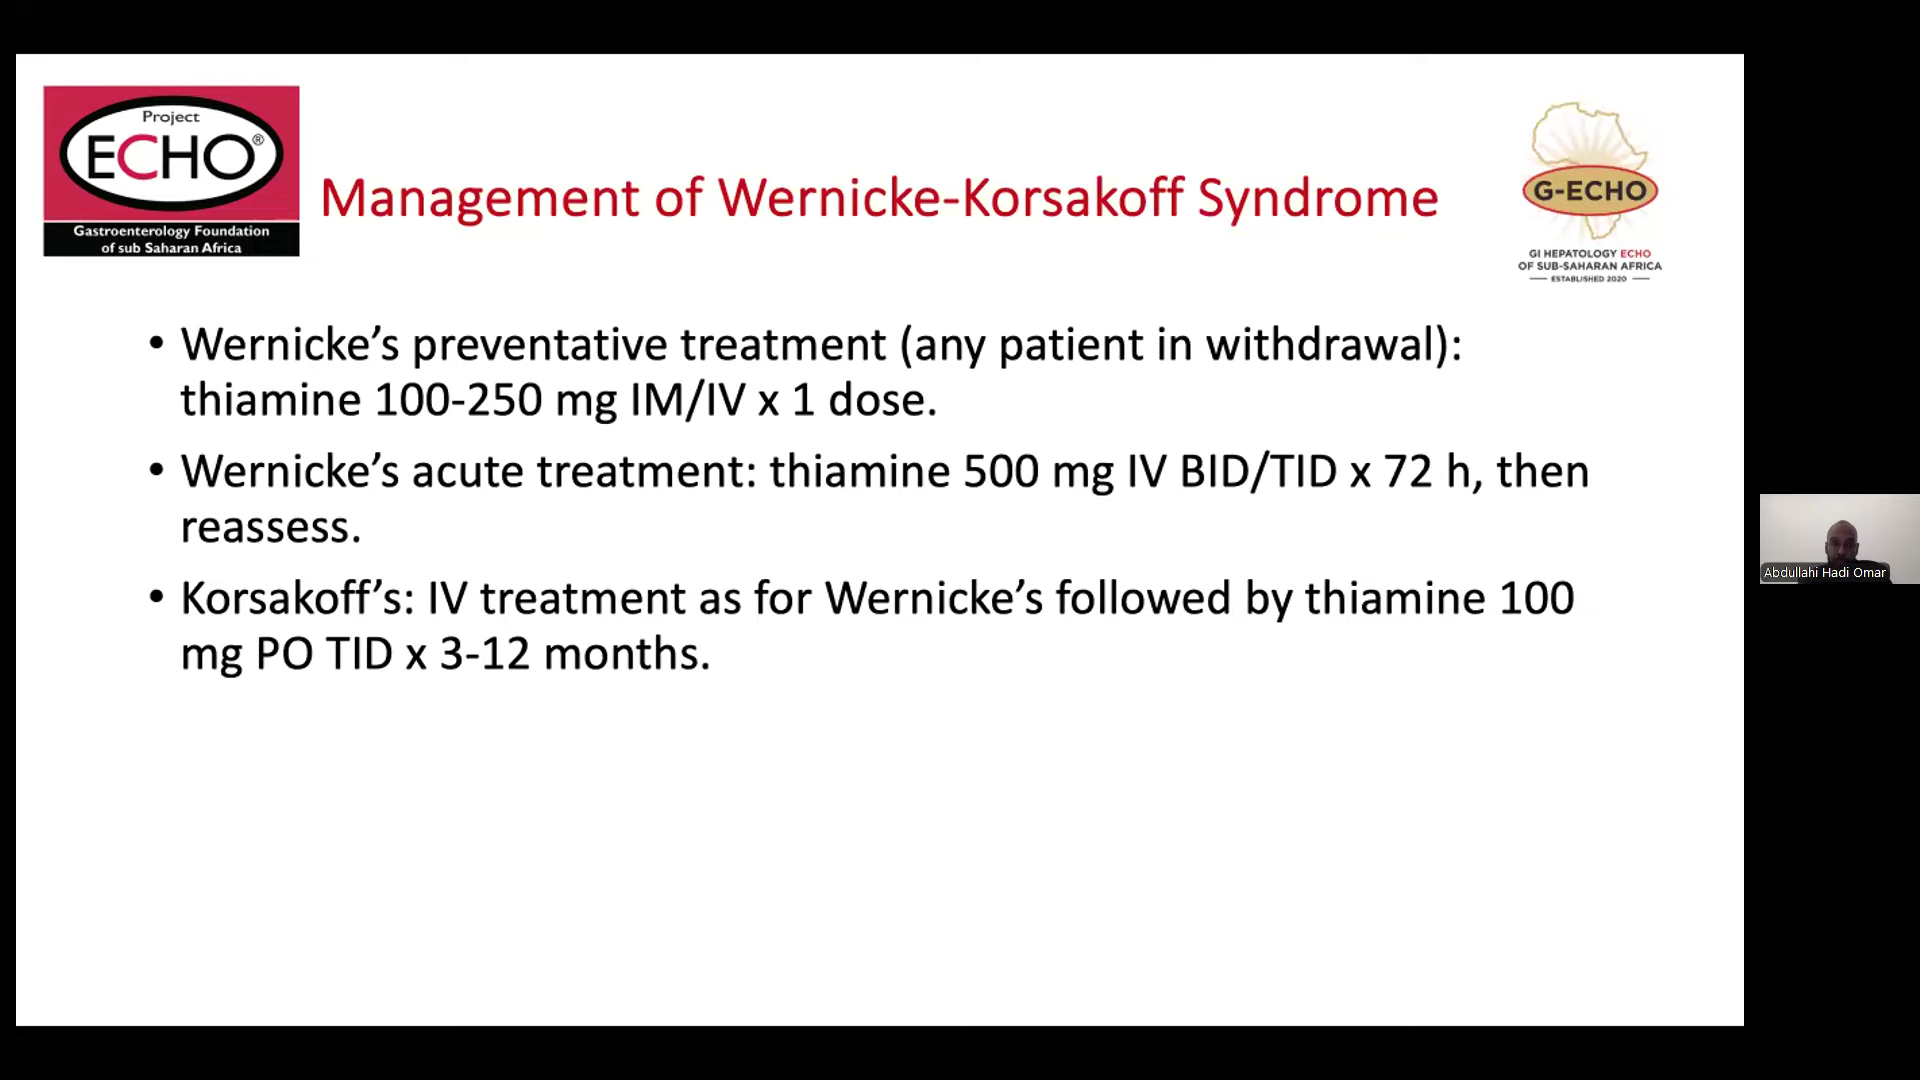 Project
ECHO®
Gastroenterology Foundation
of sub Saharan Africa
Management of Wernicke-Korsakoff Syndrome
G-ECHO
GI HEPATOLOGY ECHO
OF SUB-SAHARAN AFRICA
ESTABLISHED 2020
• Wernicke’s preventative treatment (any patient in withdrawal):
thiamine 100-250 mg IM/IV x 1 dose.
• Wernicke’s acute treatment: thiamine 500 mg IV BID/TID x 72 h, then
reassess.
• Korsakoff’s: IV treatment as for Wernicke’s followed by thiamine 100
mg PO TID x 3-12 months.
Abdullahi Hadi Omar